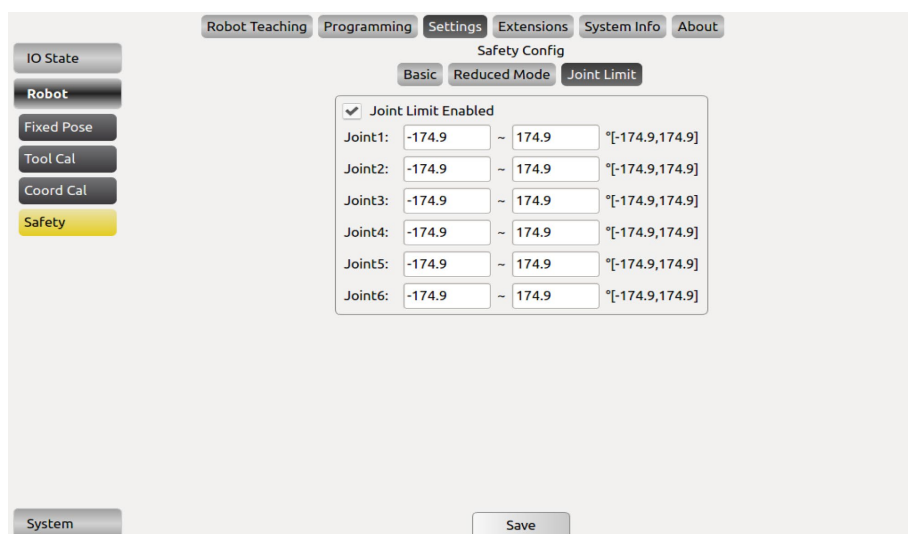 Robot Teaching Programming Settings Extensions System Info About
IO State
Robot
Fixed Pose
Tool Cal
Coord Cal
Safety
Safety Config
Basic Reduced Mode Joint Limit
Joint Limit Enabled
Joint1: -174.9 ~ 174.9 °[-174.9,174.9]
Joint2: -174.9 ~ 174.9 °[-174.9,174.9]
Joint3: -174.9 ~ 174.9 °[-174.9,174.9]
Joint4: -174.9 ~ 174.9 °[-174.9,174.9]
Joint5: -174.9 ~ 174.9 °[-174.9,174.9]
Joint6: -174.9 ~ 174.9 °[-174.9,174.9]
System
Save